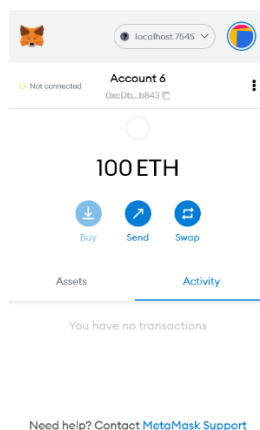 localhost 7545
Not connected
Account 6
0xcDb...b843
100 ETH
Buy
Send
Swap
Assets
Activity
You have no transactions
Need help? Contact MetaMask Support